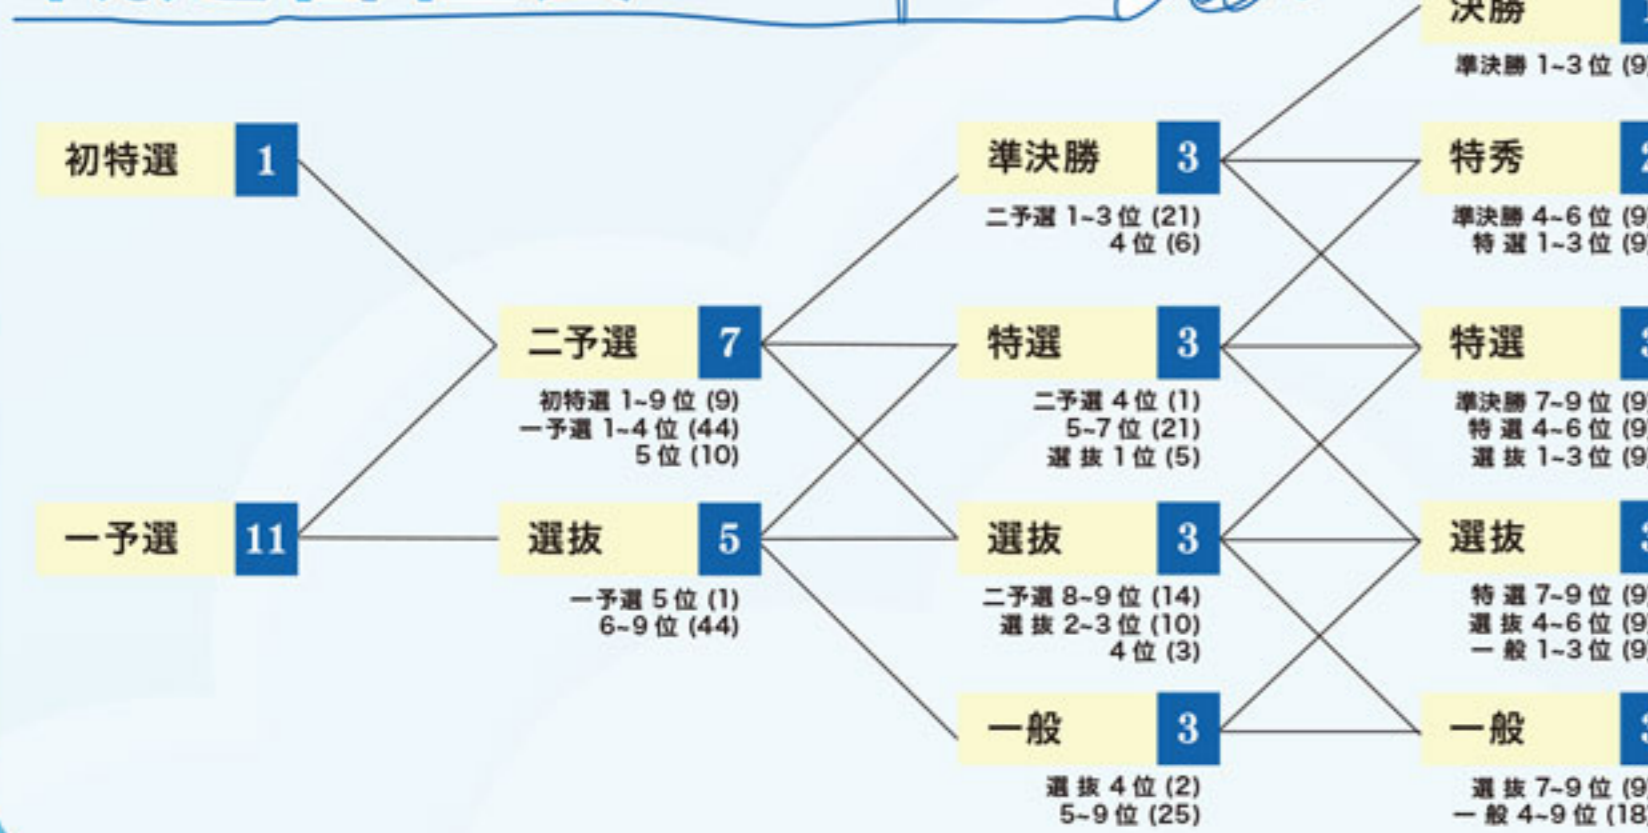 初特選 1
一予選 11
二予選 7
初特選 1~9位 (9)
一予選 1~4位 (44)
5位 (10)
選抜 5
一予選 5位 (1)
6~9位 (44)
準決勝 3
二予選 1~3位 (21)
4位 (6)
特選 3
二予選 4位 (1)
5~7位 (21)
選抜 1位 (5)
選抜 3
二予選 8~9位 (14)
選抜 2~3位 (10)
4位 (3)
一般 3
選抜 4位 (2)
5~9位 (25)
決勝
準決勝 1~3位 (9)
特秀
準決勝 4~6位 (9)
特選 1~3位 (9)
特選
準決勝 7~9位 (9)
特選 4~6位 (9)
選抜 1~3位 (9)
選抜
特選 7~9位 (9)
選抜 4~6位 (9)
一般 1~3位 (9)
一般
選抜 7~9位 (9)
一般 4~9位 (18